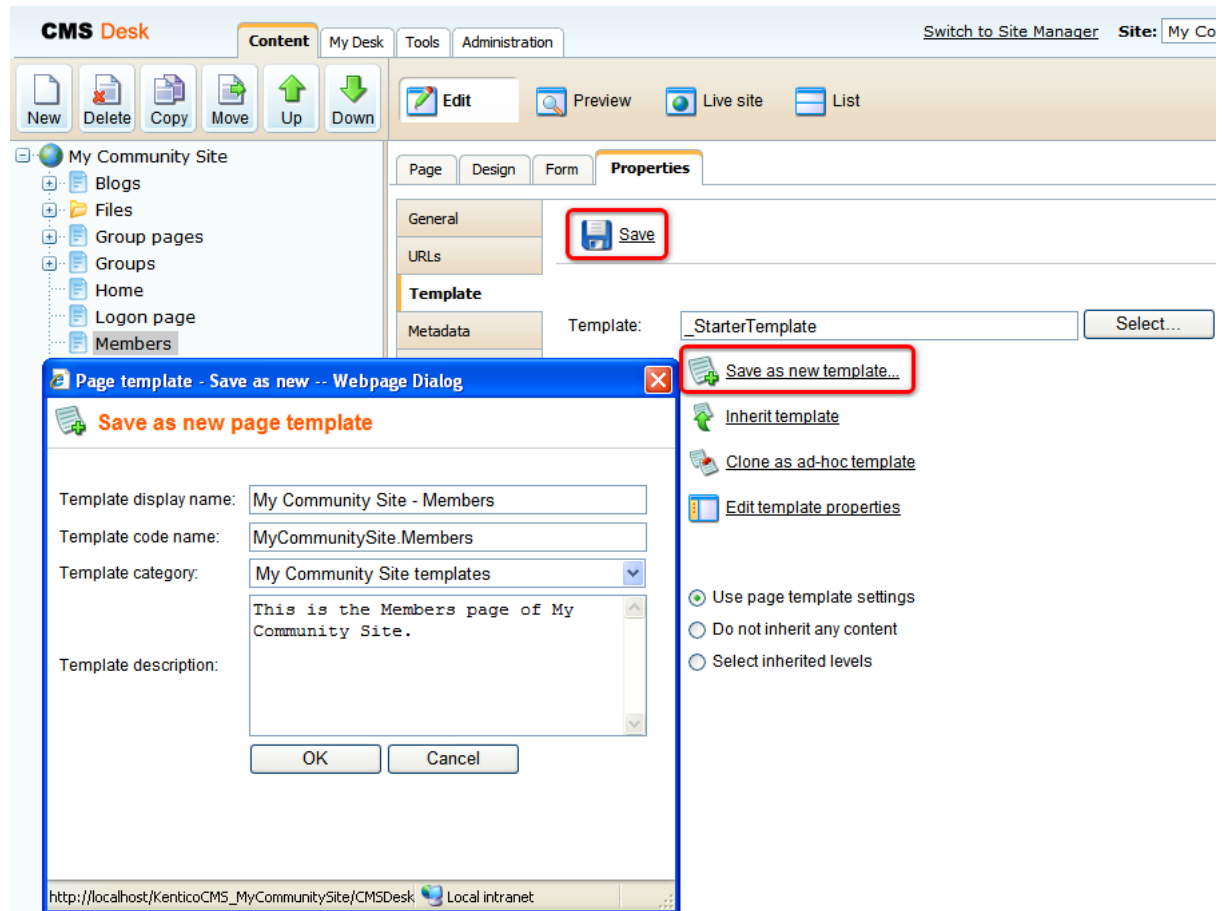 CMS Desk
Content
My Desk
Tools
Administration
Switch to Site Manager
Site: My Co
New
Delete
Copy
Move
Up
Down
Edit
Preview
Live site
List
My Community Site
Blogs
Files
Group pages
Groups
Home
Logon page
Members
Page
Design
Form
Properties
General
URLs
Template
Metadata
Save
Template:
_StarterTemplate
Select...
Save as new template...
Inherit template
Clone as ad-hoc template
Edit template properties
Use page template settings
Do not inherit any content
Select inherited levels
Page template - Save as new -- Webpage Dialog
Save as new page template
Template display name:
My Community Site - Members
Template code name:
MyCommunitySite.Members
Template category:
My Community Site templates
Template description:
This is the Members page of My
Community Site.
OK
Cancel
http://localhost/KenticoCMS_MyCommunitySite/CMSDesk
Local intranet